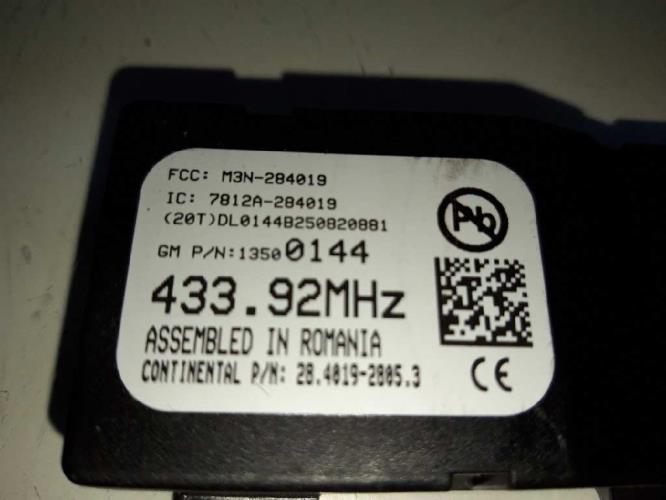 FCC: M3N-284019
IC: 7812A-284019
(20T)DL0144B250820881
Pb
GM P/N:13500144
433.92MHz
ASSEMBLED IN ROMANIA
CONTINENTAL P/N: 28.4019-2805.3
CE